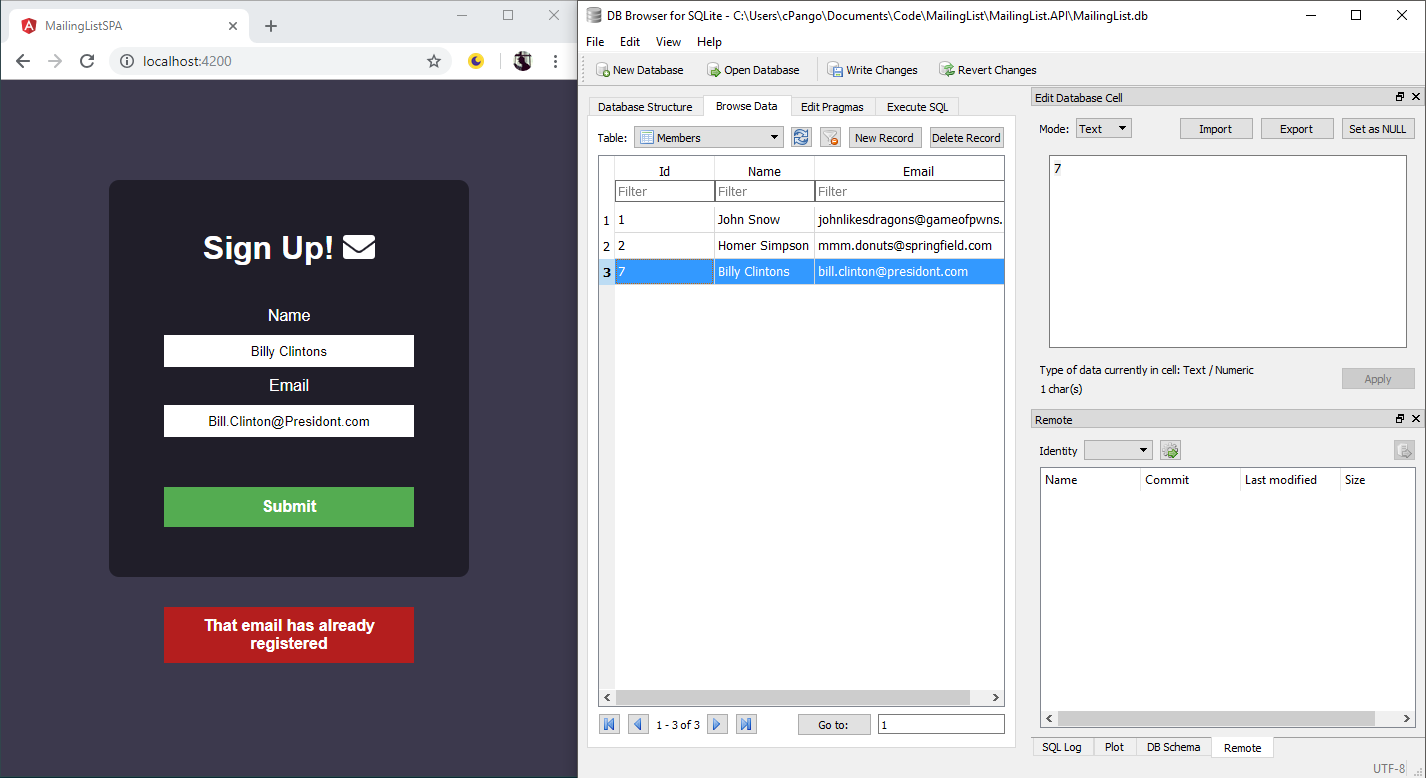 MailingListSPA
localhost:4200
Sign Up!
Name
Billy Clintons
Email
Bill.Clinton@Presidont.com
Submit
That email has already
registered
DB Browser for SQLite - C:\Users\cPango\Documents\Code\MailingList\MailingList.API\MailingList.db
File Edit View Help
New Database Open Database Write Changes Revert Changes
Database Structure Browse Data Edit Pragmas Execute SQL
Table: Members New Record Delete Record
Id Name Email
Filter Filter Filter
1 1 John Snow johnlikesdragons@gameofpwns.
2 2 Homer Simpson mmm.donuts@springfield.com
3 7 Billy Clintons bill.clinton@presidont.com
1 - 3 of 3 Go to: 1
Edit Database Cell
Mode: Text Import Export Set as NULL
7
Type of data currently in cell: Text / Numeric
1 char(s)
Apply
Remote
Identity
Name Commit Last modified Size
SQL Log Plot DB Schema Remote
UTF-8